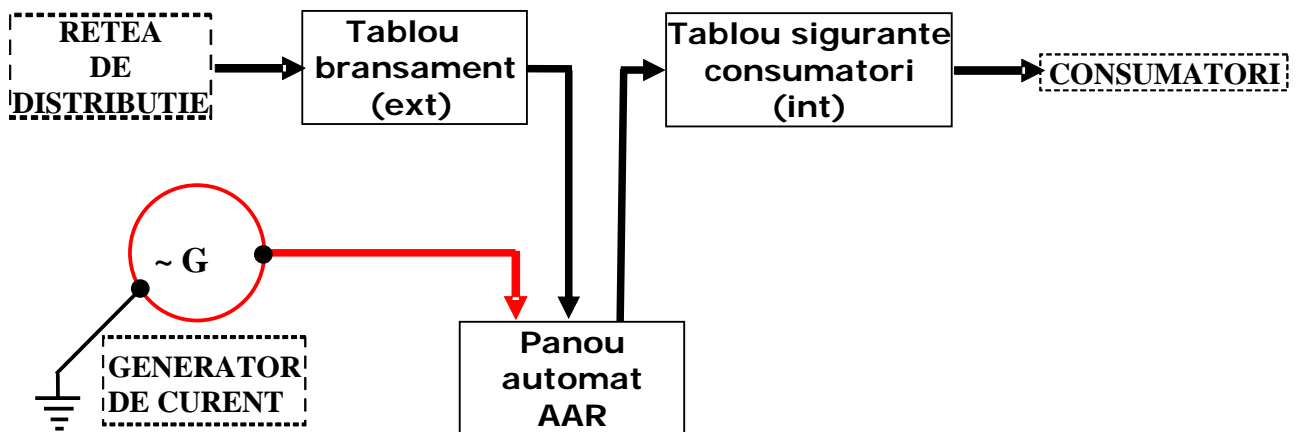 RETEA
DE
DISTRIBUTIE
Tablou
bransament
(ext)
Tablou sigurante
consumatori
(int)
CONSUMATORI
~ G
GENERATOR
DE CURENT
Panou
automat
AAR